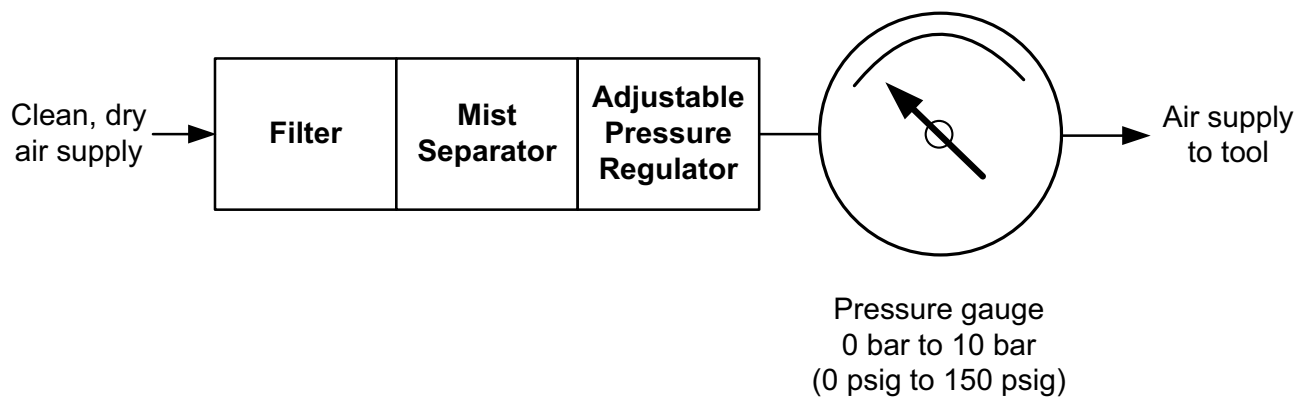 Clean, dry
air supply
Filter
Mist
Separator
Adjustable
Pressure
Regulator
Air supply
to tool
Pressure gauge
0 bar to 10 bar
(0 psig to 150 psig)